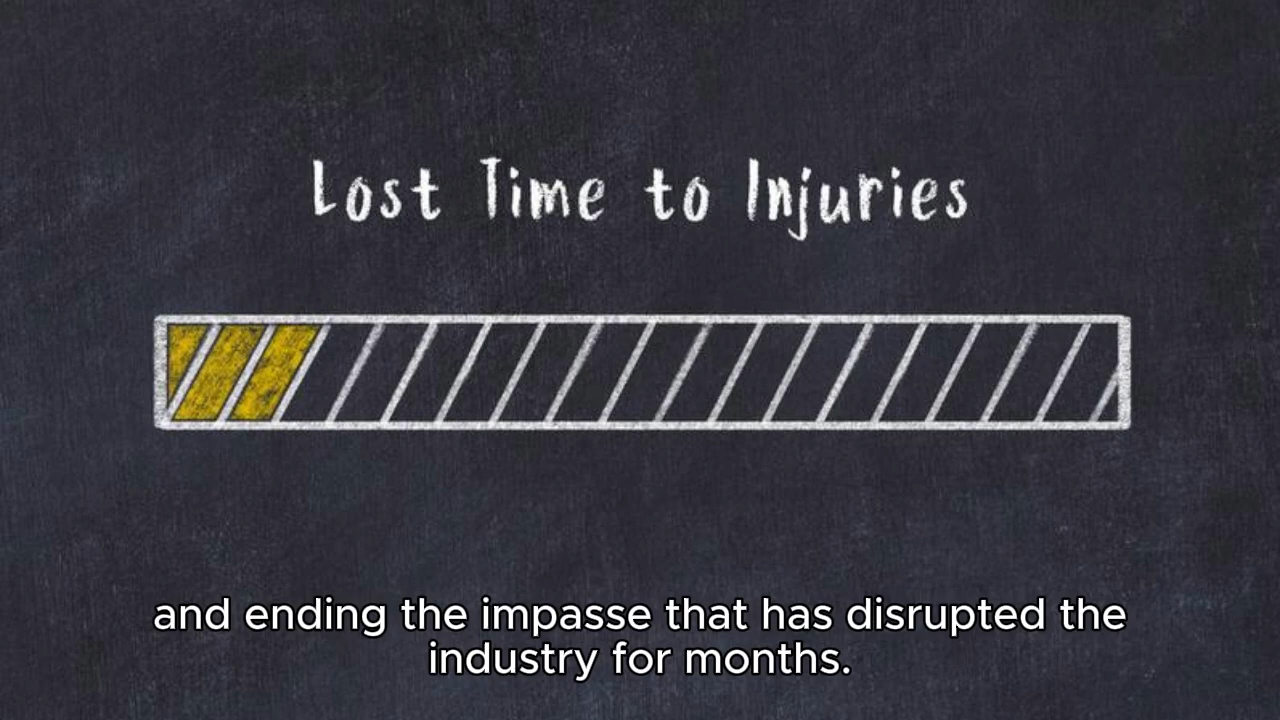 Lost Time to Injuries
and ending the impasse that has disrupted the
industry for months.